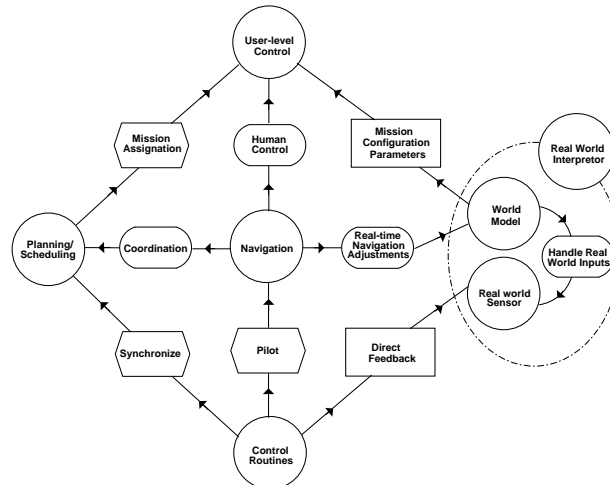 User-level
Control
Mission
Assignation
Human
Control
Mission
Configuration
Parameters
Real World
Interpretor
World
Model
Planning/
Scheduling
Coordination
Navigation
Real-time
Navigation
Adjustments
Handle Real
World Inputs
Real world
Sensor
Synchronize
Pilot
Direct
Feedback
Control
Routines